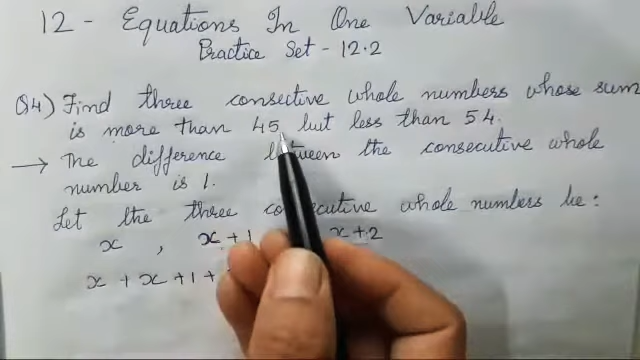 12 - Equations In One Variable
Practice Set - 12.2
Q4) Find three consective whole numbers whose sum
is more than 45 but less than 54.
→ The difference between the consecutive whole
number is 1.
Let the three consecutive whole numbers be:
x , x+1 x+2
x + x + 1 +